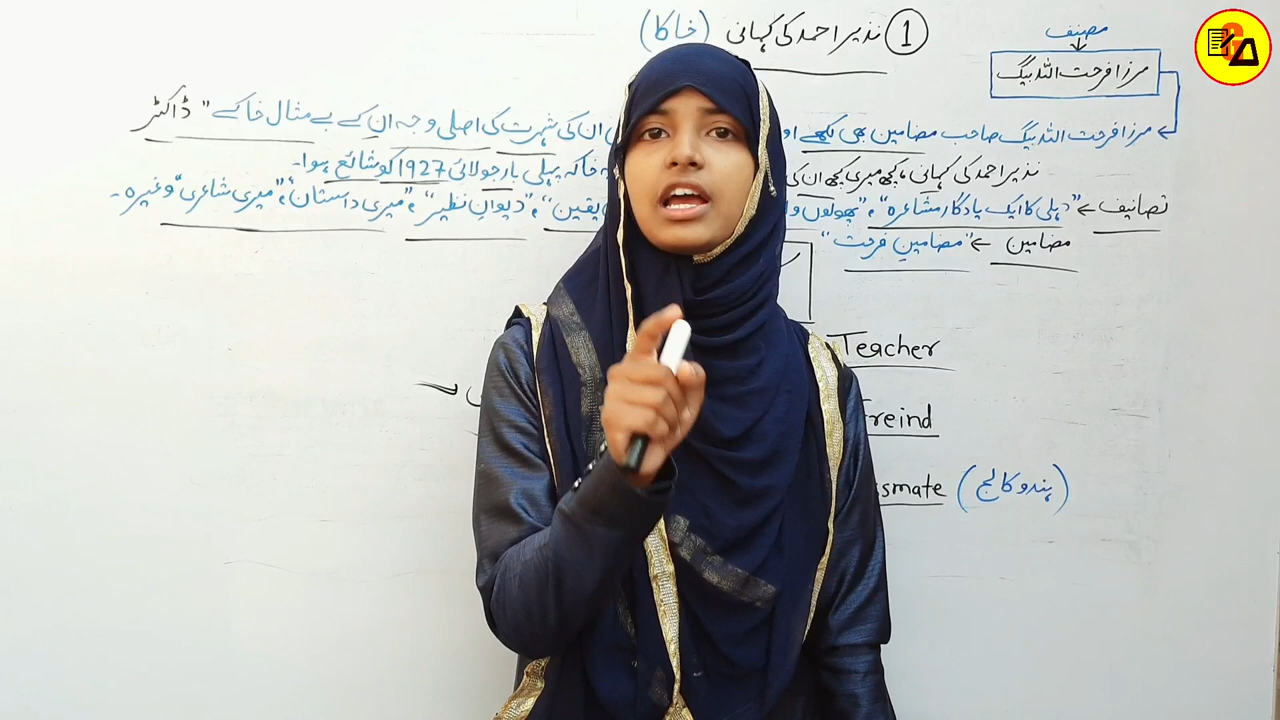 ① نذیر احمد کی کہانی (خاکا)
مصنف
مرزا فرحت اللہ بیگ
مرزا فرحت اللہ بیگ صاحب مضامین بھی لکھے ان کی شہرت کی اصلی وجہ ان کے بے مثال خاکے " ڈاکٹر
نذیر احمد کی کہانی، کچھ میری کچھ ان کی خاکہ پہلی بار جولائی 1927 کو شائع ہوا۔
تصانیف ← "دہلی کا ایک یادگار مشاعرہ"، "پھولوں یقین"، "دیوانِ نظیر"، "میری داستان"، "میری شاعری" وغیرہ۔
مضامین ← "مضامینِ فرحت"
Teacher
Freind
smate (ہندو کالج)